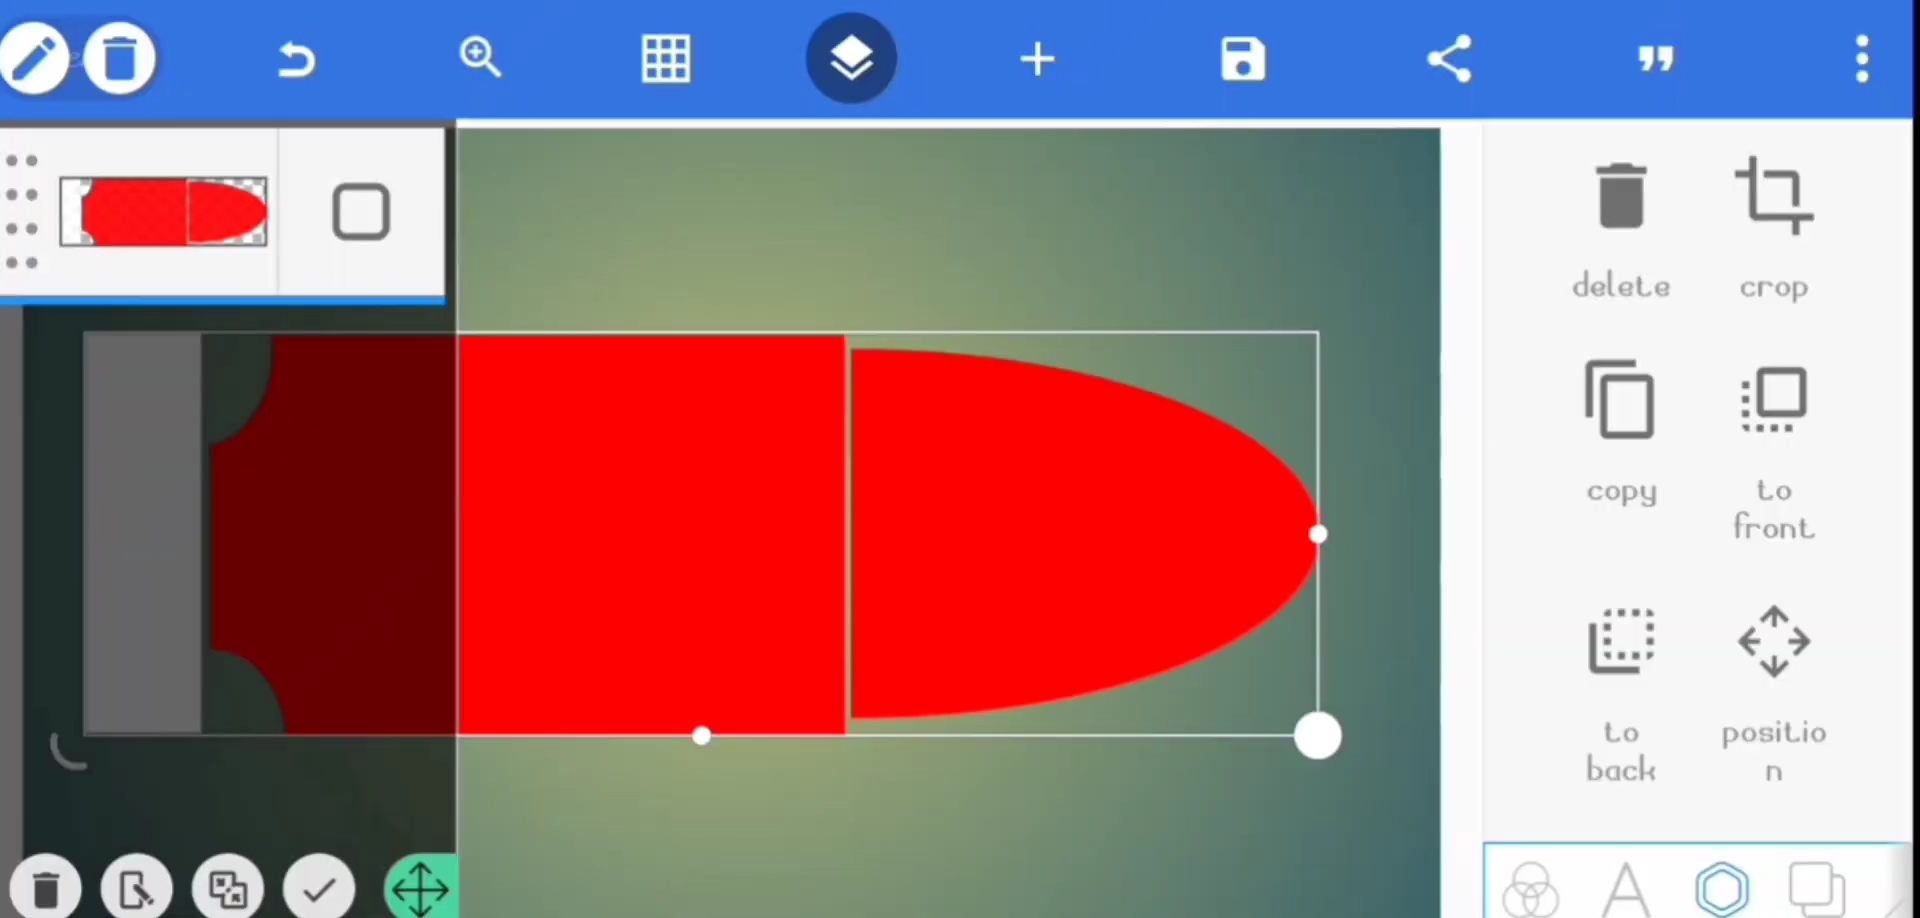 delete
crop
copy
to
front
to
back
positio
n